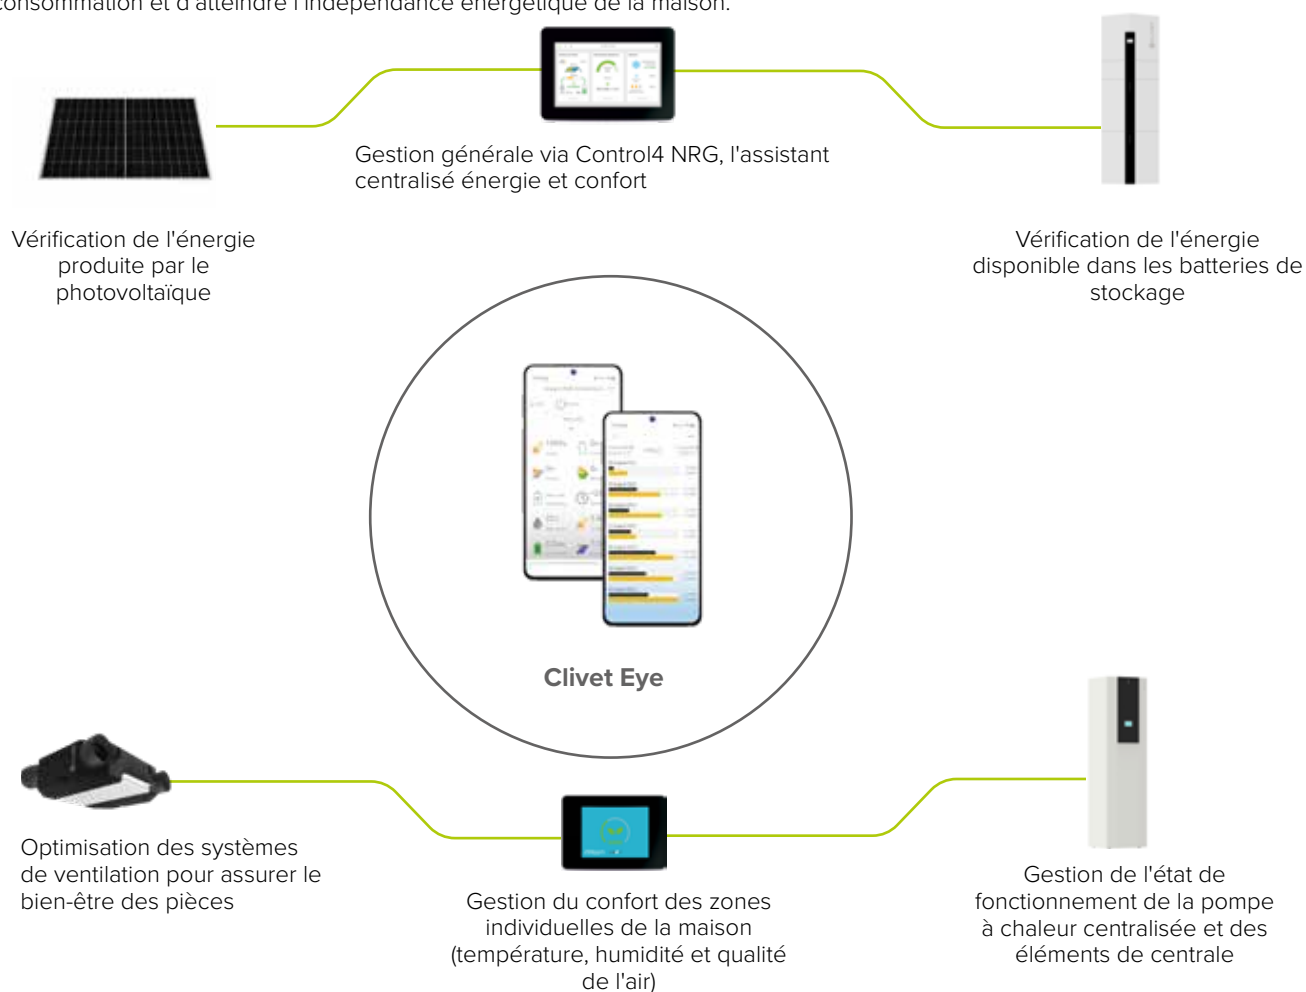 consommation et d'atteindre l'indépendance énergétique de la maison.
Gestion générale via Control4 NRG, l'assistant
centralisé énergie et confort
Vérification de l'énergie
produite par le
photovoltaïque
Vérification de l'énergie
disponible dans les batteries de
stockage
Clivet Eye
Optimisation des systèmes
de ventilation pour assurer le
bien-être des pièces
Gestion du confort des zones
individuelles de la maison
(température, humidité et qualité
de l'air)
Gestion de l'état de
fonctionnement de la pompe
à chaleur centralisée et des
éléments de centrale